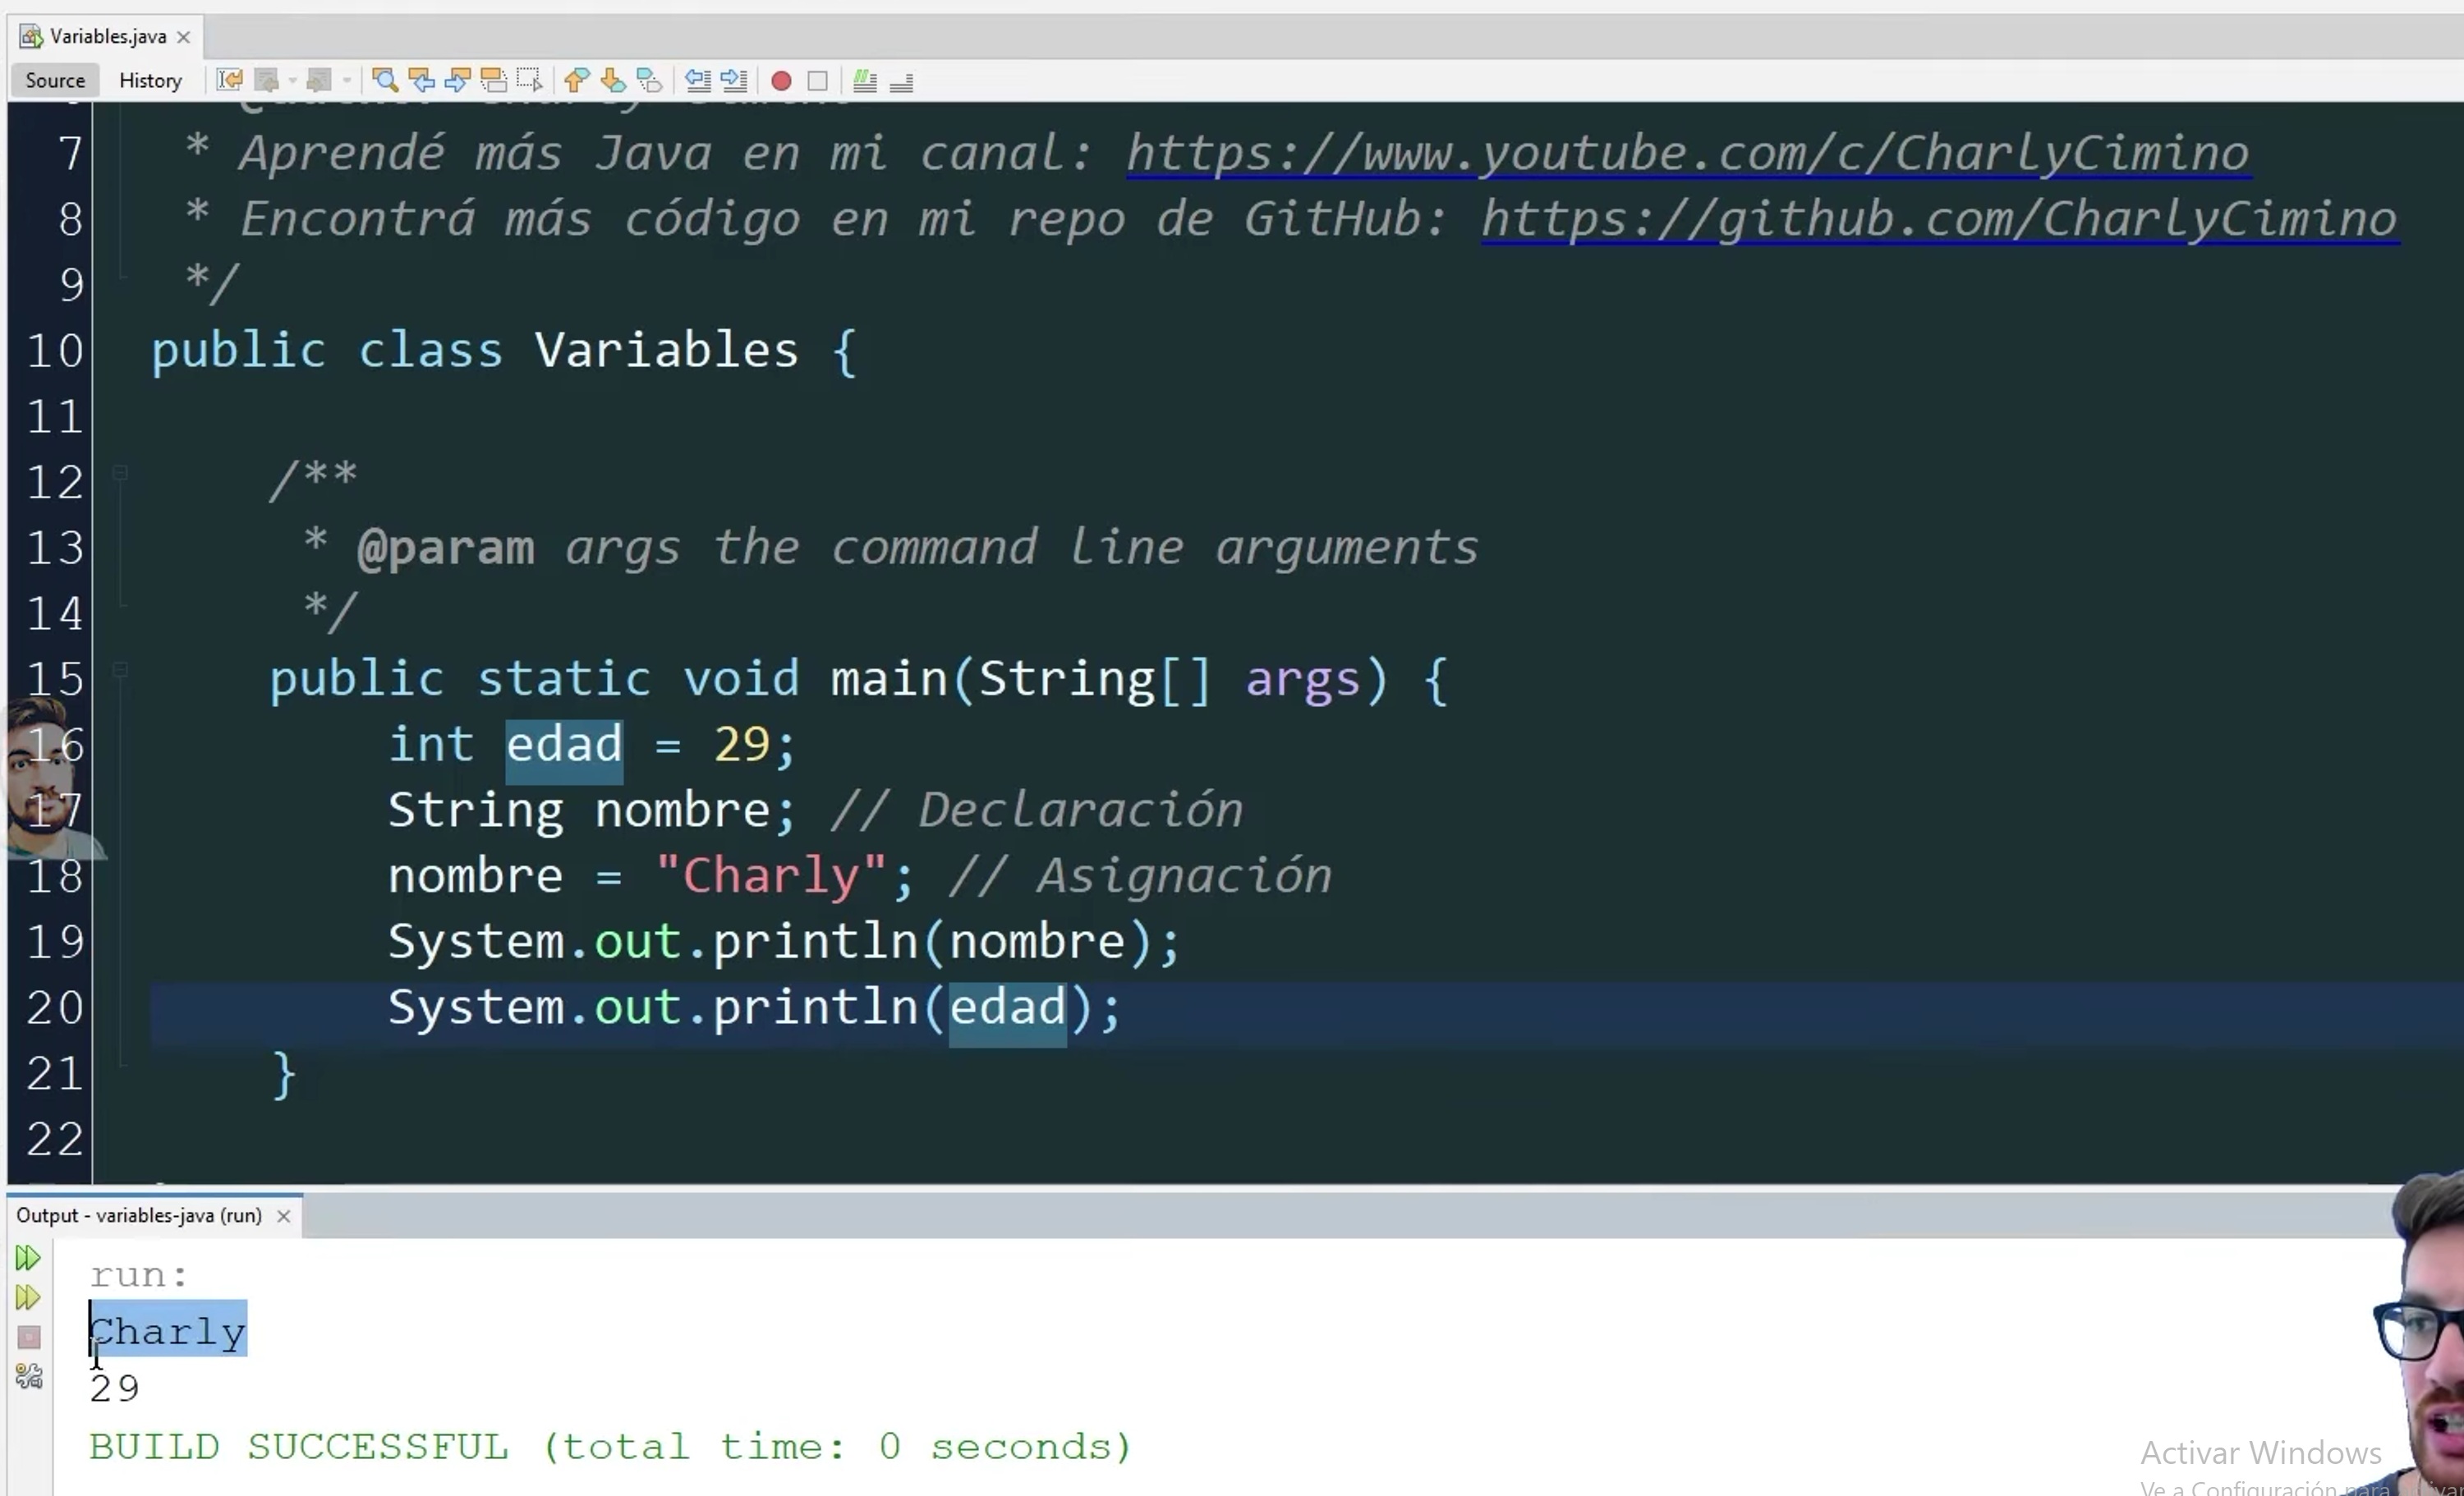 Variables.java
Source History
7 * Aprendé más Java en mi canal: https://www.youtube.com/c/CharlyCimino
8 * Encontrá más código en mi repo de GitHub: https://github.com/CharlyCimino
9 */
10 public class Variables {
11
12 /**
13 * @param args the command line arguments
14 */
15 public static void main(String[] args) {
16 int edad = 29;
17 String nombre; // Declaración
18 nombre = "Charly"; // Asignación
19 System.out.println(nombre);
20 System.out.println(edad);
21 }
22
Output - variables-java (run)
run:
Charly
29
BUILD SUCCESSFUL (total time: 0 seconds)
Activar Windows
Ve a Configuración para